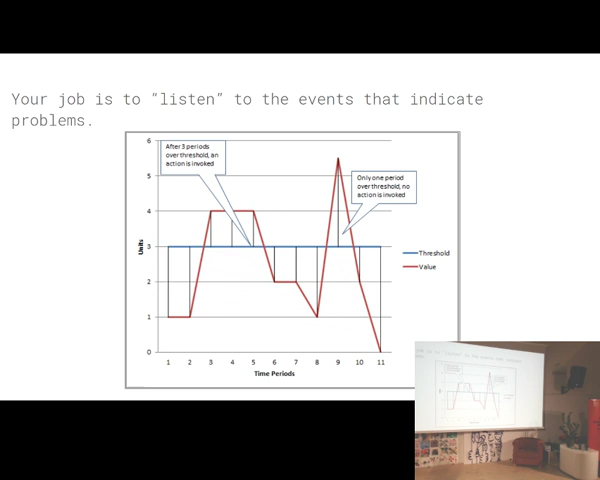 Your job is to “listen” to the events that indicate
problems.
6
After 3 periods
over threshold, an
action is invoked
5
Only one period
over threshold, no
action is invoked
4
Units
3
Threshold
Value
2
1
0
1 2 3 4 5 6 7 8 9 10 11
Time Periods